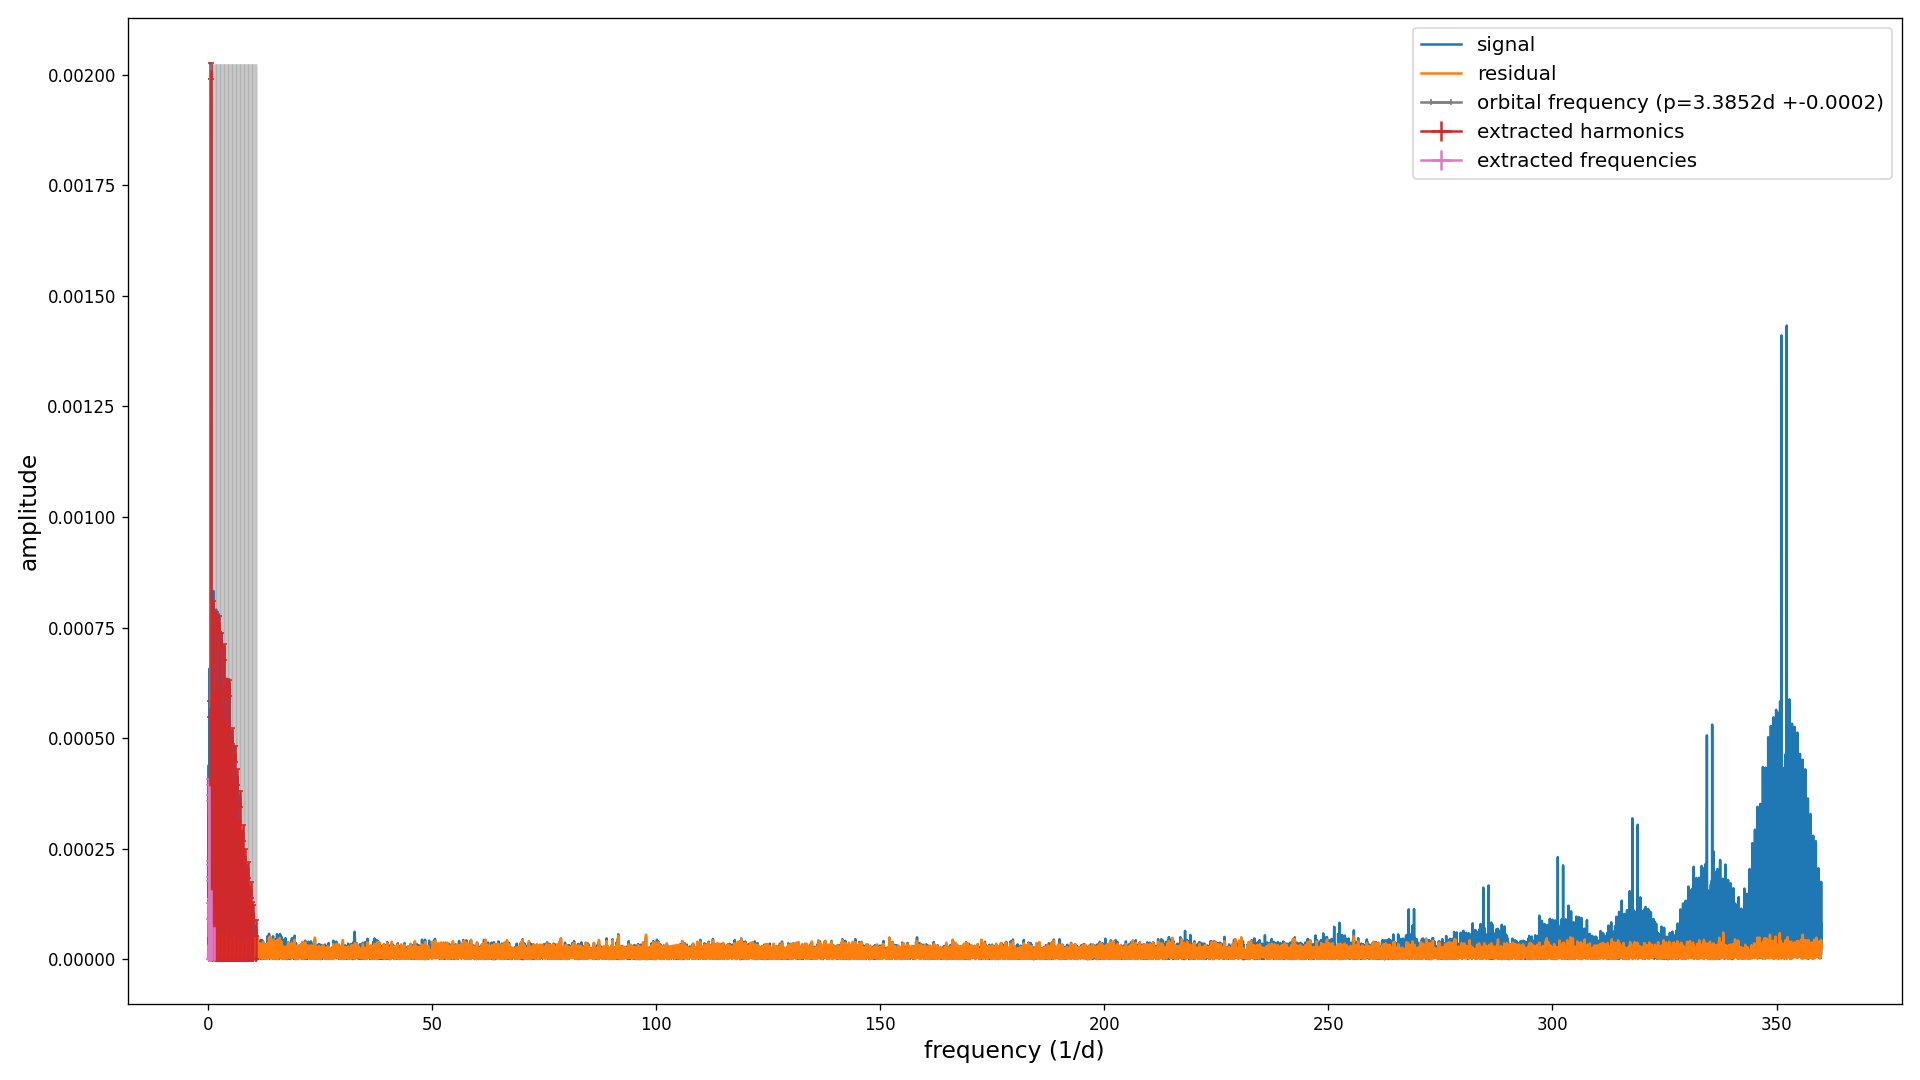 signal
residual
orbital frequency (p=3.3852d +-0.0002)
extracted harmonics
extracted frequencies
0.00200
0.00175
0.00150
0.00125
0.00100
0.00075
0.00050
0.00025
0.00000
amplitude
0 50 100 150 200 250 300 350
frequency (1/d)